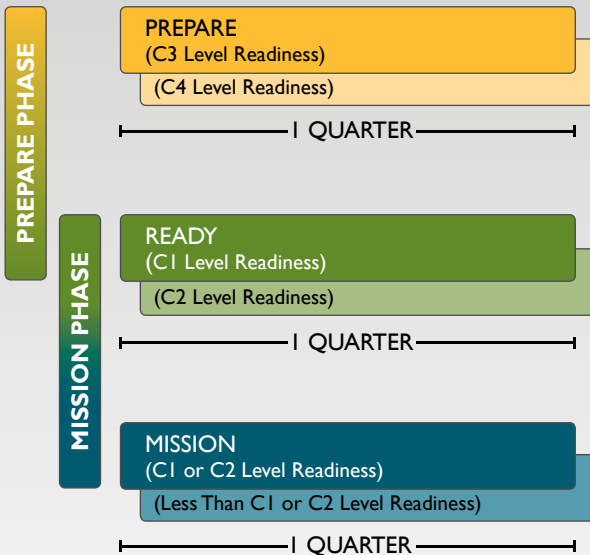 PREPARE PHASE
PREPARE
(C3 Level Readiness)
(C4 Level Readiness)
1 QUARTER
MISSION PHASE
READY
(C1 Level Readiness)
(C2 Level Readiness)
1 QUARTER
MISSION
(C1 or C2 Level Readiness)
(Less Than C1 or C2 Level Readiness)
1 QUARTER